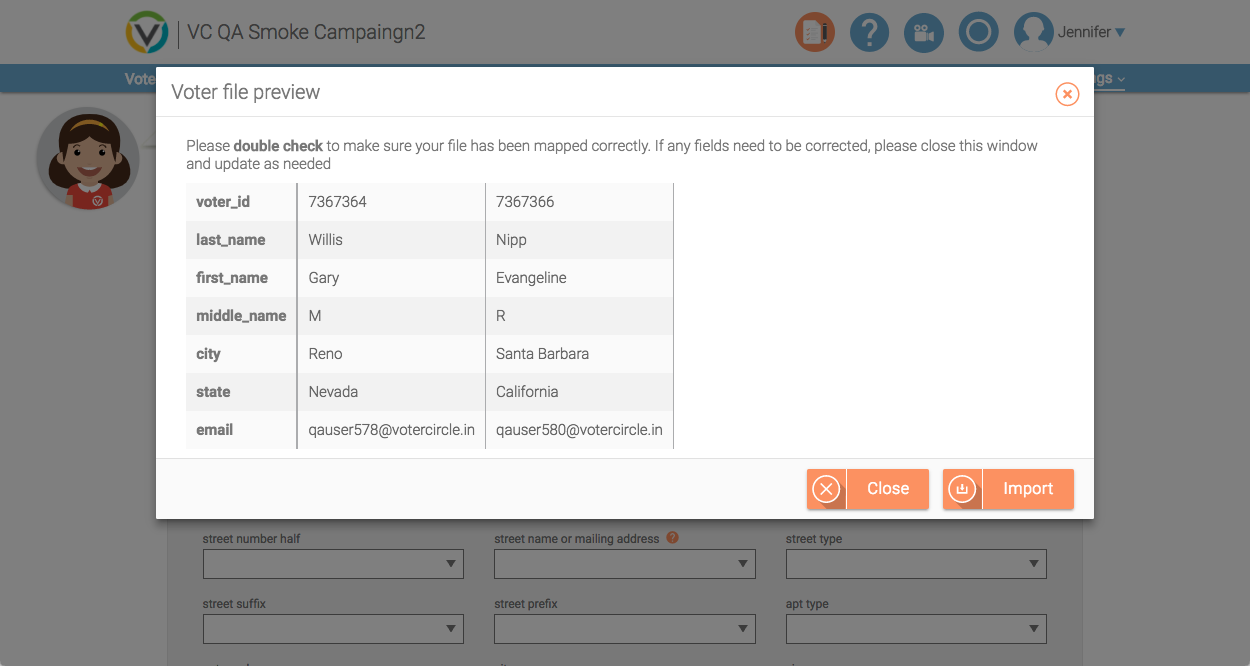 VC QA Smoke Campaingn2
?
Jennifer
Vote
gs
Voter file preview
Please double check to make sure your file has been mapped correctly. If any fields need to be corrected, please close this window
and update as needed
voter_id 7367364 7367366
last_name Willis Nipp
first_name Gary Evangeline
middle_name M R
city Reno Santa Barbara
state Nevada California
email qauser578@votercircle.in qauser580@votercircle.in
Close Import
street number half street name or mailing address ? street type
street suffix street prefix apt type